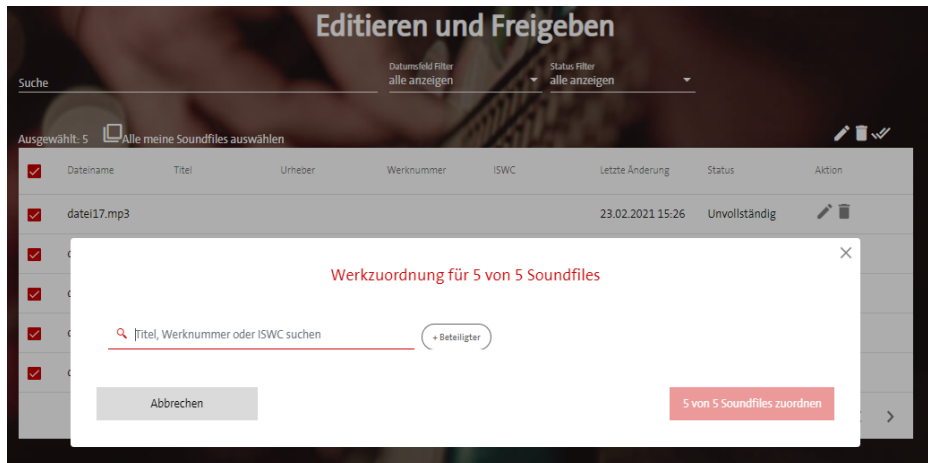 Editieren und Freigeben
Datumsfeld Filter
Status Filter
Suche
alle anzeigen
alle anzeigen
Ausgewählt: 5 Alle meine Soundfiles auswählen
Dateiname Titel Urheber Werknummer ISWC Letzte Änderung Status Aktion
datei17.mp3 23.02.2021 15:26 Unvollständig
Werkzuordnung für 5 von 5 Soundfiles
Titel, Werknummer oder ISWC suchen
+ Beteiligter
Abbrechen
5 von 5 Soundfiles zuordnen